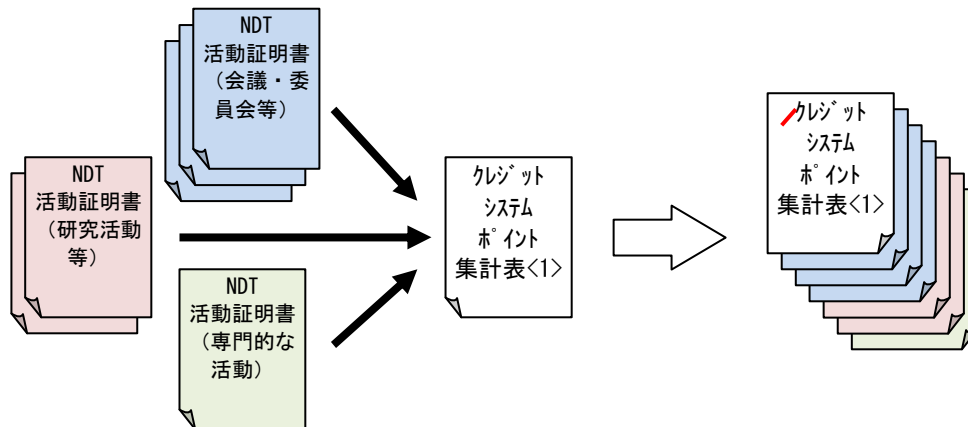 NDT
活動証明書
(会議・委
員会等)
NDT
活動証明書
(研究活動
等)
NDT
活動証明書
(専門的な
活動)
クレジット
システム
ポイント
集計表<1>
クレジット
システム
ポイント
集計表<1>